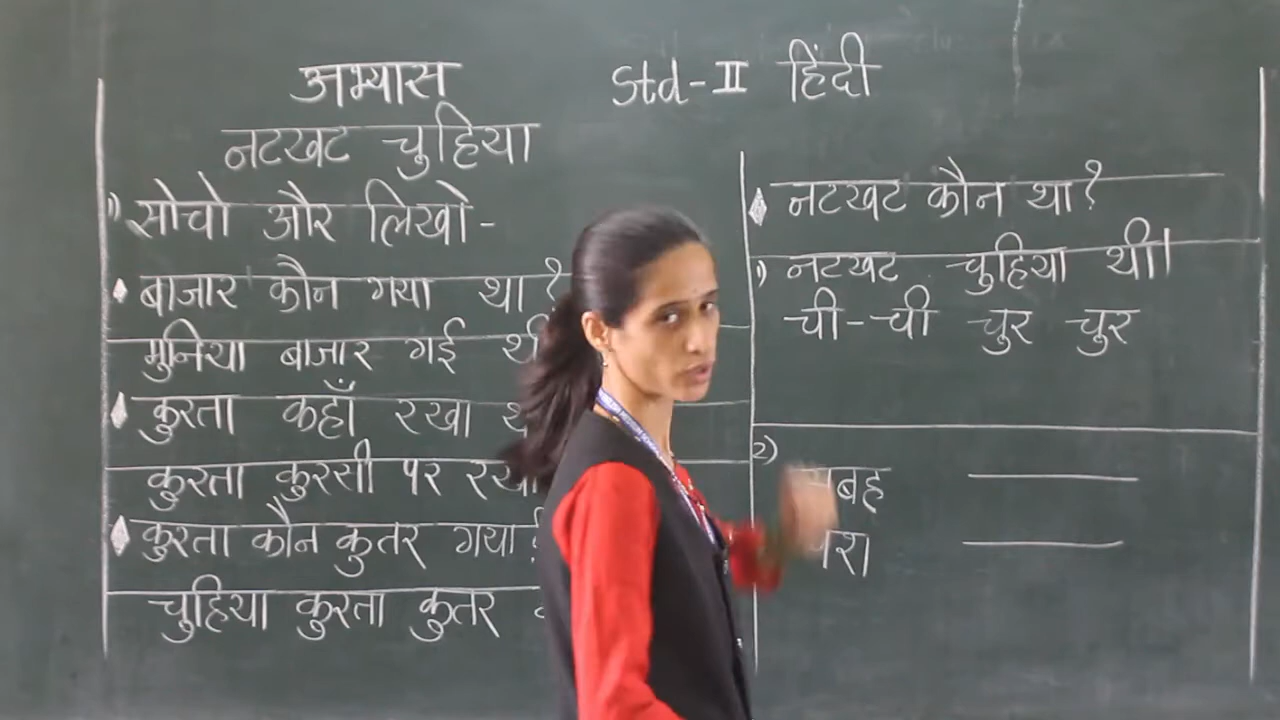 अभ्यास
Std-II हिंदी
नटखट चुहिया
1) सोचो और लिखो-
बाजार कौन गया था?
मुनिया बाजार गई
कुरता कहाँ रखा
कुरता कुरसी पर
कुरता कौन कुतर गया
चुहिया कुरता कुतर
नटखट कौन था?
1) नटखट चुहिया थी।
ची-ची चुर चुर
2)